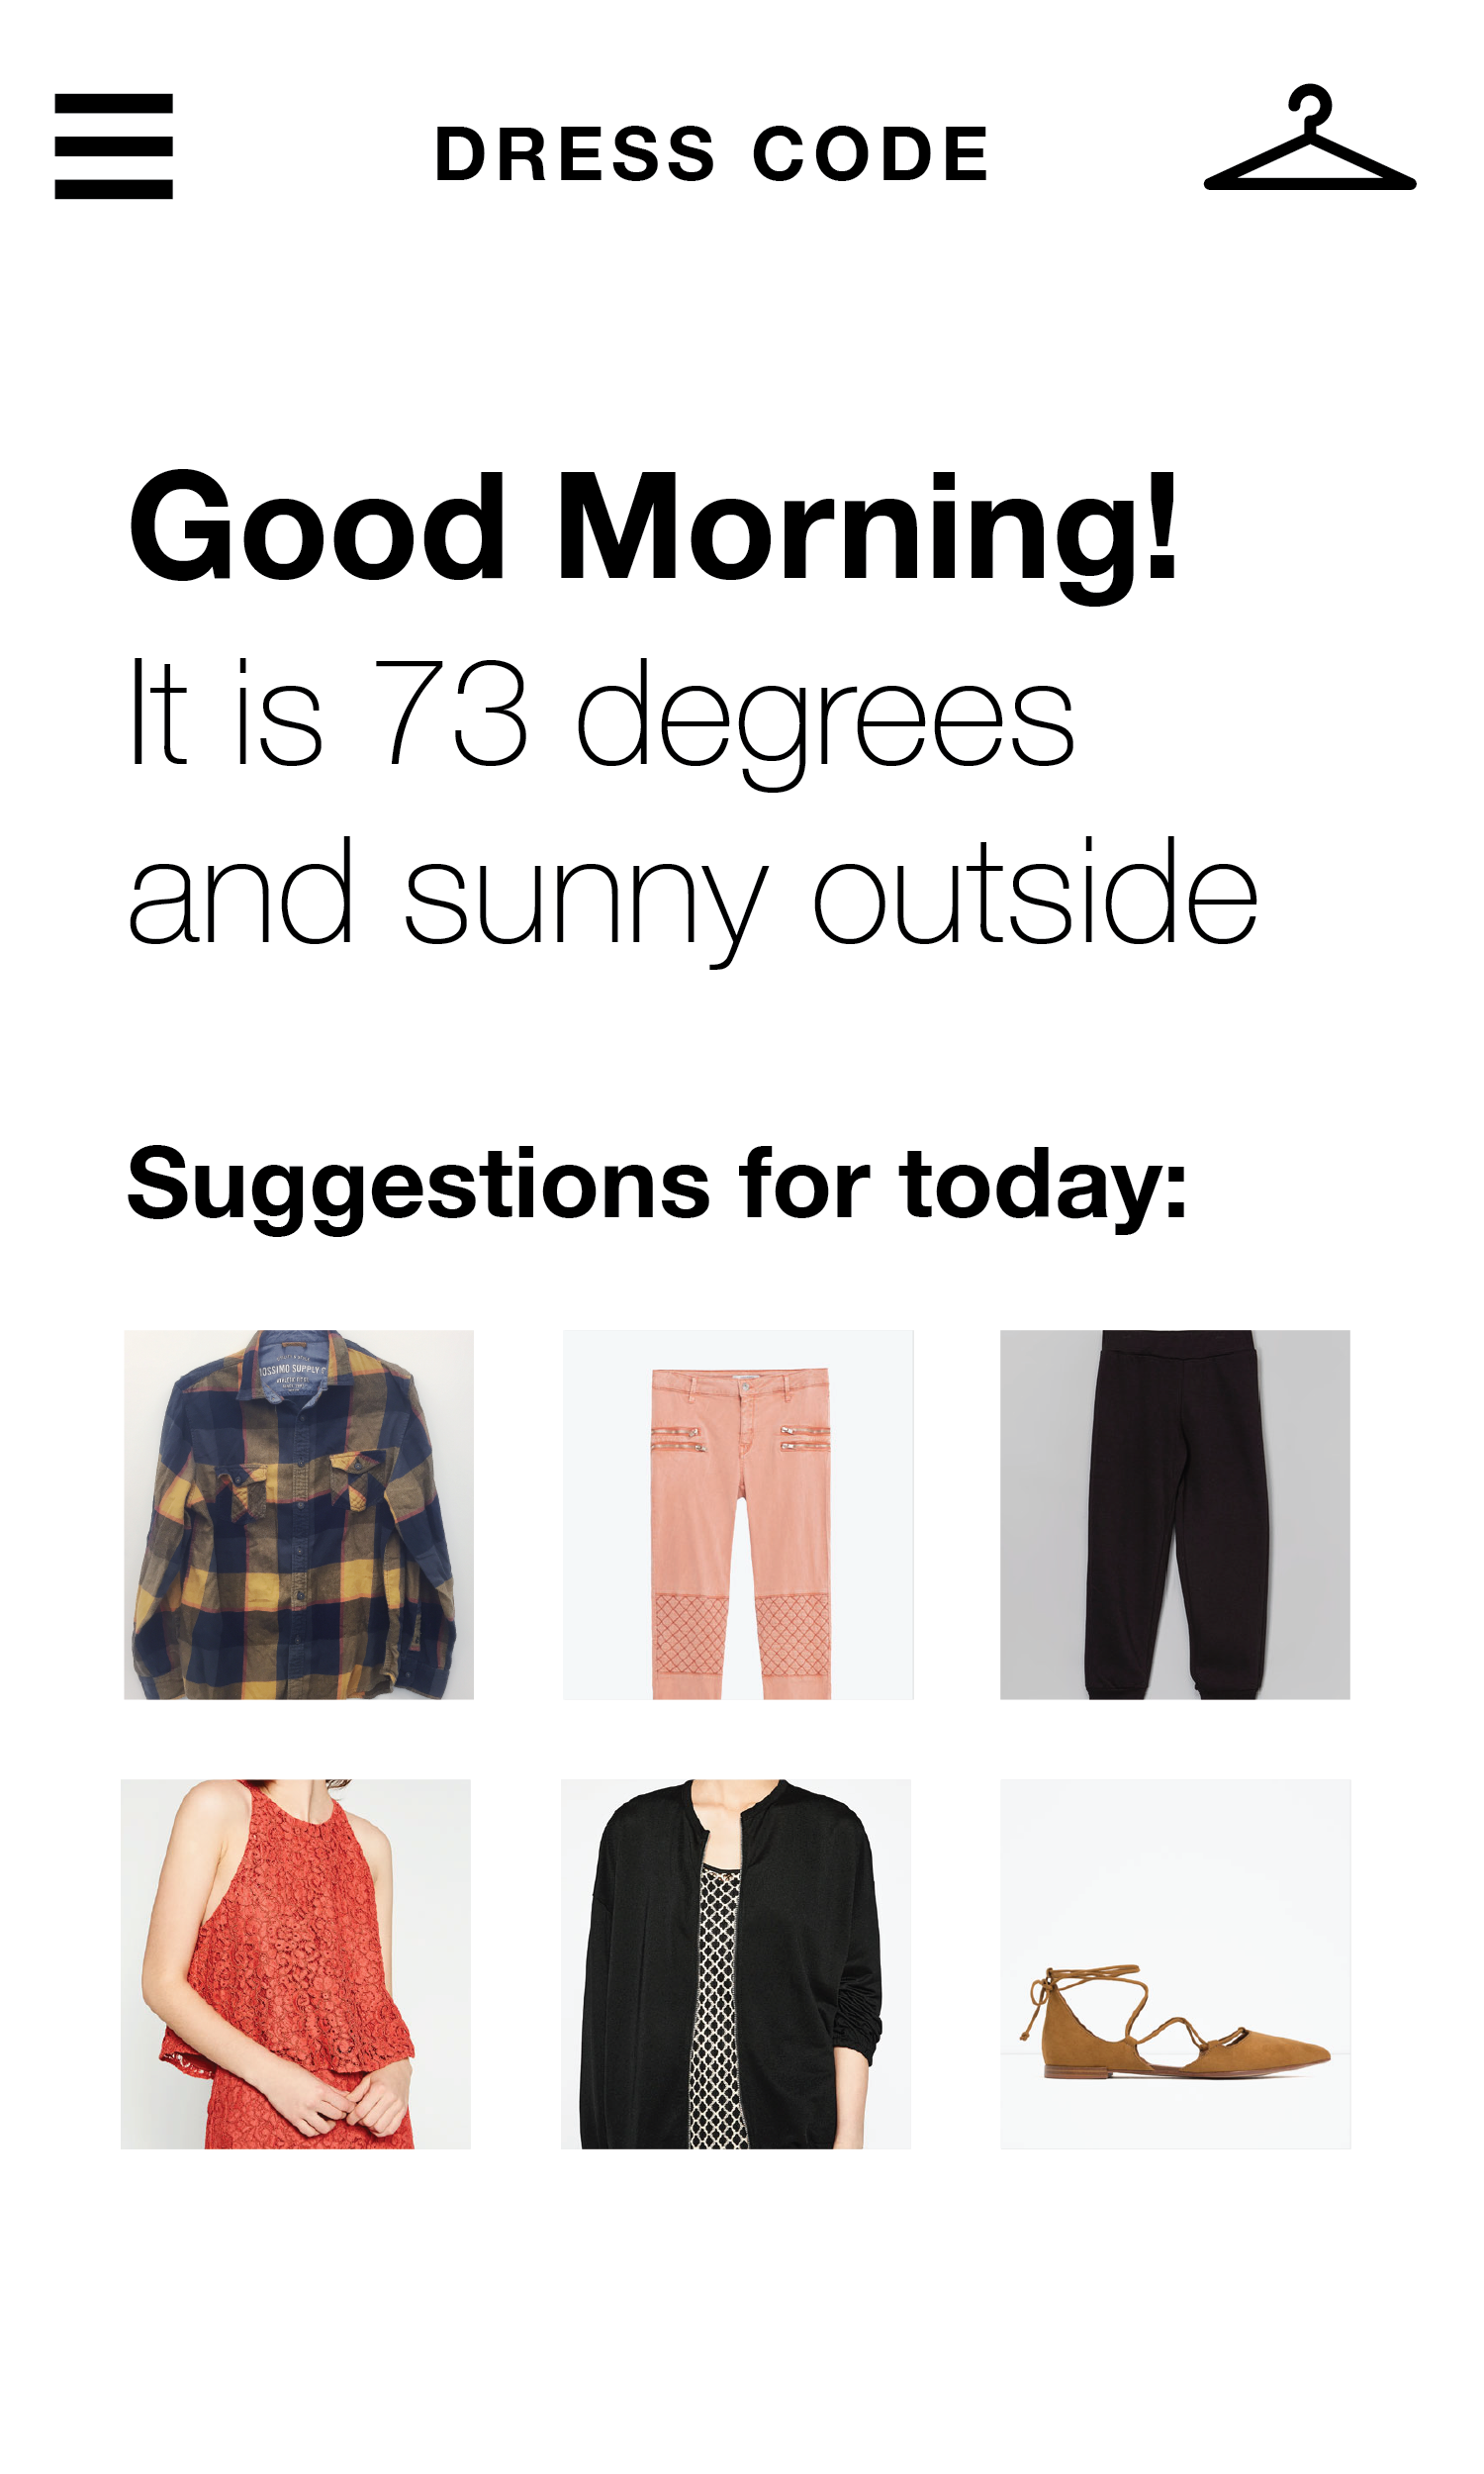 DRESS CODE
Good Morning!
It is 73 degrees
and sunny outside
Suggestions for today:
MOSSIMO SUPPLY